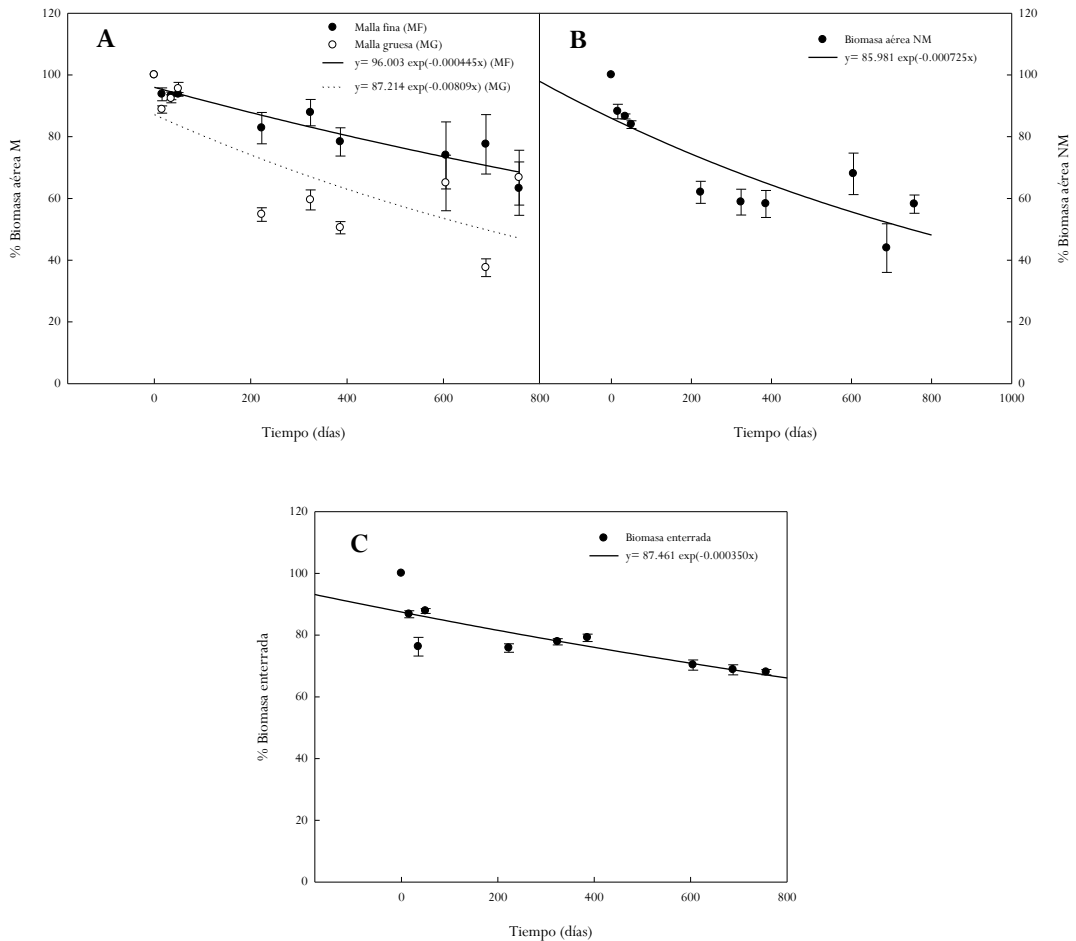 A
Malla fina (MF)
Malla gruesa (MG)
y= 96.003 exp(-0.000445x) (MF)
y= 87.214 exp(-0.00809x) (MG)
120
100
80
60
40
20
0
% Biomasa aérea M
0
200
400
600
800
Tiempo (días)
B
Biomasa aérea NM
y= 85.981 exp(-0.000725x)
120
100
80
60
40
20
0
% Biomasa aérea NM
0
200
400
600
800
1000
Tiempo (días)
C
Biomasa enterrada
y= 87.461 exp(-0.000350x)
120
100
80
60
40
20
0
% Biomasa enterrada
0
200
400
600
800
Tiempo (días)